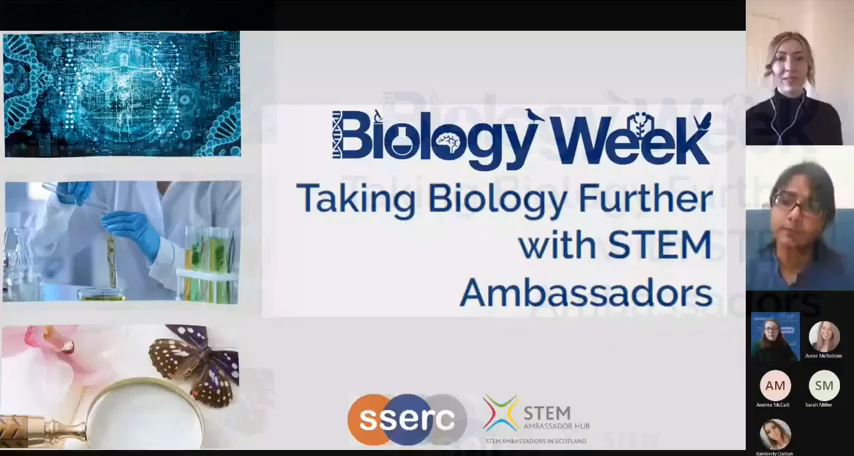 Biology Week
Taking Biology Further
with STEM
Ambassadors
sserc
STEM
AMBASSADOR HUB
STEM AMBASSADORS IN SCOTLAND
Annie McRobbie
AM
SM
Andrea McColl
Sarah Miller
Kimberly Dalton